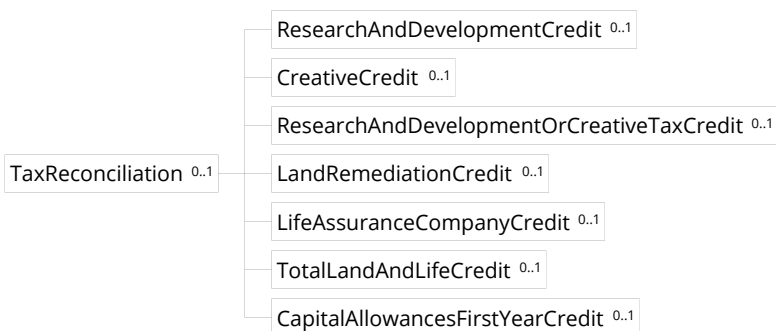 ResearchAndDevelopmentCredit 0..1
CreativeCredit 0..1
ResearchAndDevelopmentOrCreativeTaxCredit 0..1
TaxReconciliation 0..1
LandRemediationCredit 0..1
LifeAssuranceCompanyCredit 0..1
TotalLandAndLifeCredit 0..1
CapitalAllowancesFirstYearCredit 0..1